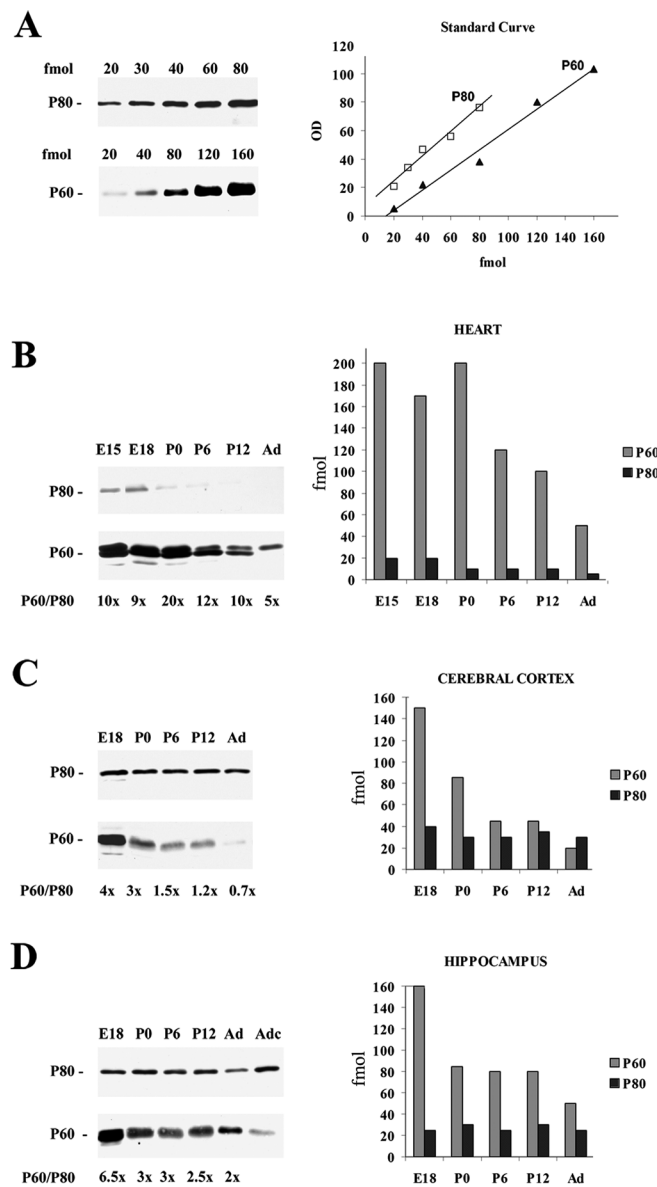 A
fmol 20 30 40 60 80
P80 -
fmol 20 40 80 120 160
P60 -
Standard Curve
120
100
80
60
40
20
0
OD
P80
P60
0 20 40 60 80 100 120 140 160
fmol
B
E15 E18 P0 P6 P12 Ad
P80 -
P60 -
P60/P80 10x 9x 20x 12x 10x 5x
HEART
200
180
160
140
120
100
80
60
40
20
0
fmol
E15 E18 P0 P6 P12 Ad
P60
P80
C
E18 P0 P6 P12 Ad
P80 -
P60 -
P60/P80 4x 3x 1.5x 1.2x 0.7x
CEREBRAL CORTEX
160
140
120
100
80
60
40
20
0
fmol
E18 P0 P6 P12 Ad
P60
P80
D
E18 P0 P6 P12 Ad Adc
P80 -
P60 -
P60/P80 6.5x 3x 3x 2.5x 2x
HIPPOCAMPUS
160
140
120
100
80
60
40
20
0
fmol
E18 P0 P6 P12 Ad
P60
P80